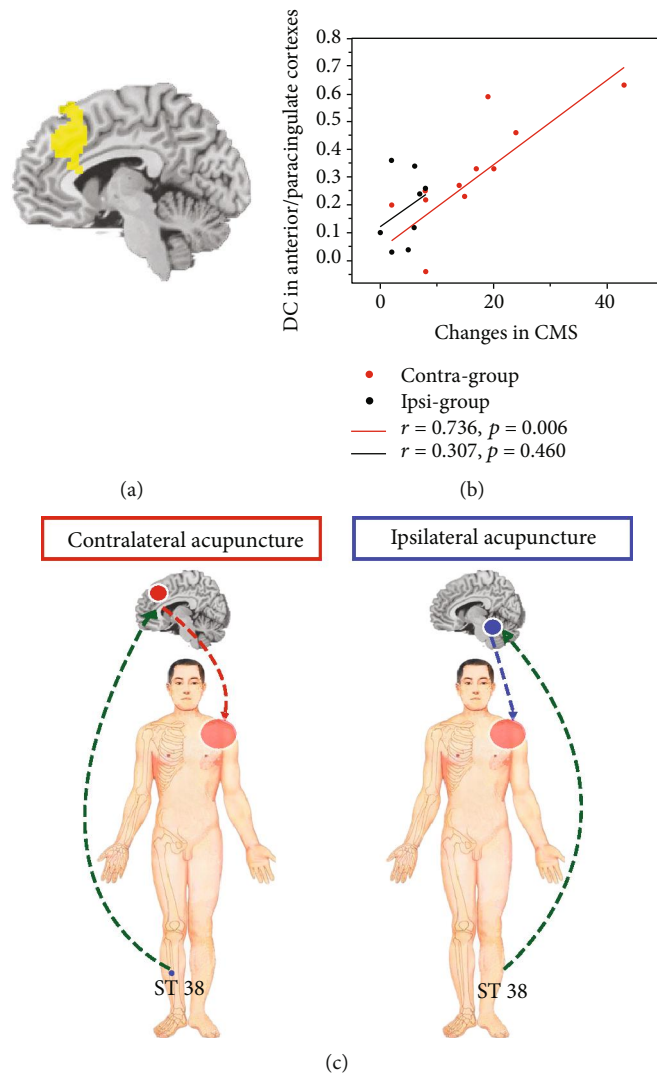 0.8
0.7
0.6
0.5
0.4
0.3
0.2
0.1
0.0
DC in anterior/paracingulate cortexes
0 20 40
Changes in CMS
Contra-group
Ipsi-group
r = 0.736, p = 0.006
r = 0.307, p = 0.460
(a) (b)
Contralateral acupuncture
Ipsilateral acupuncture
ST 38
ST 38
(c)